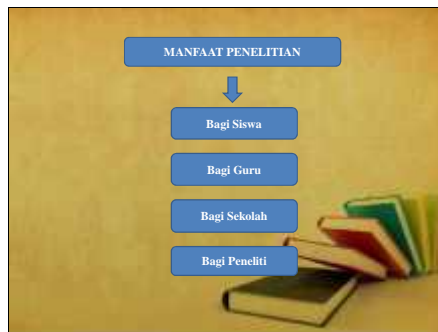 MANFAAT PENELITIAN
Bagi Siswa
Bagi Guru
Bagi Sekolah
Bagi Peneliti